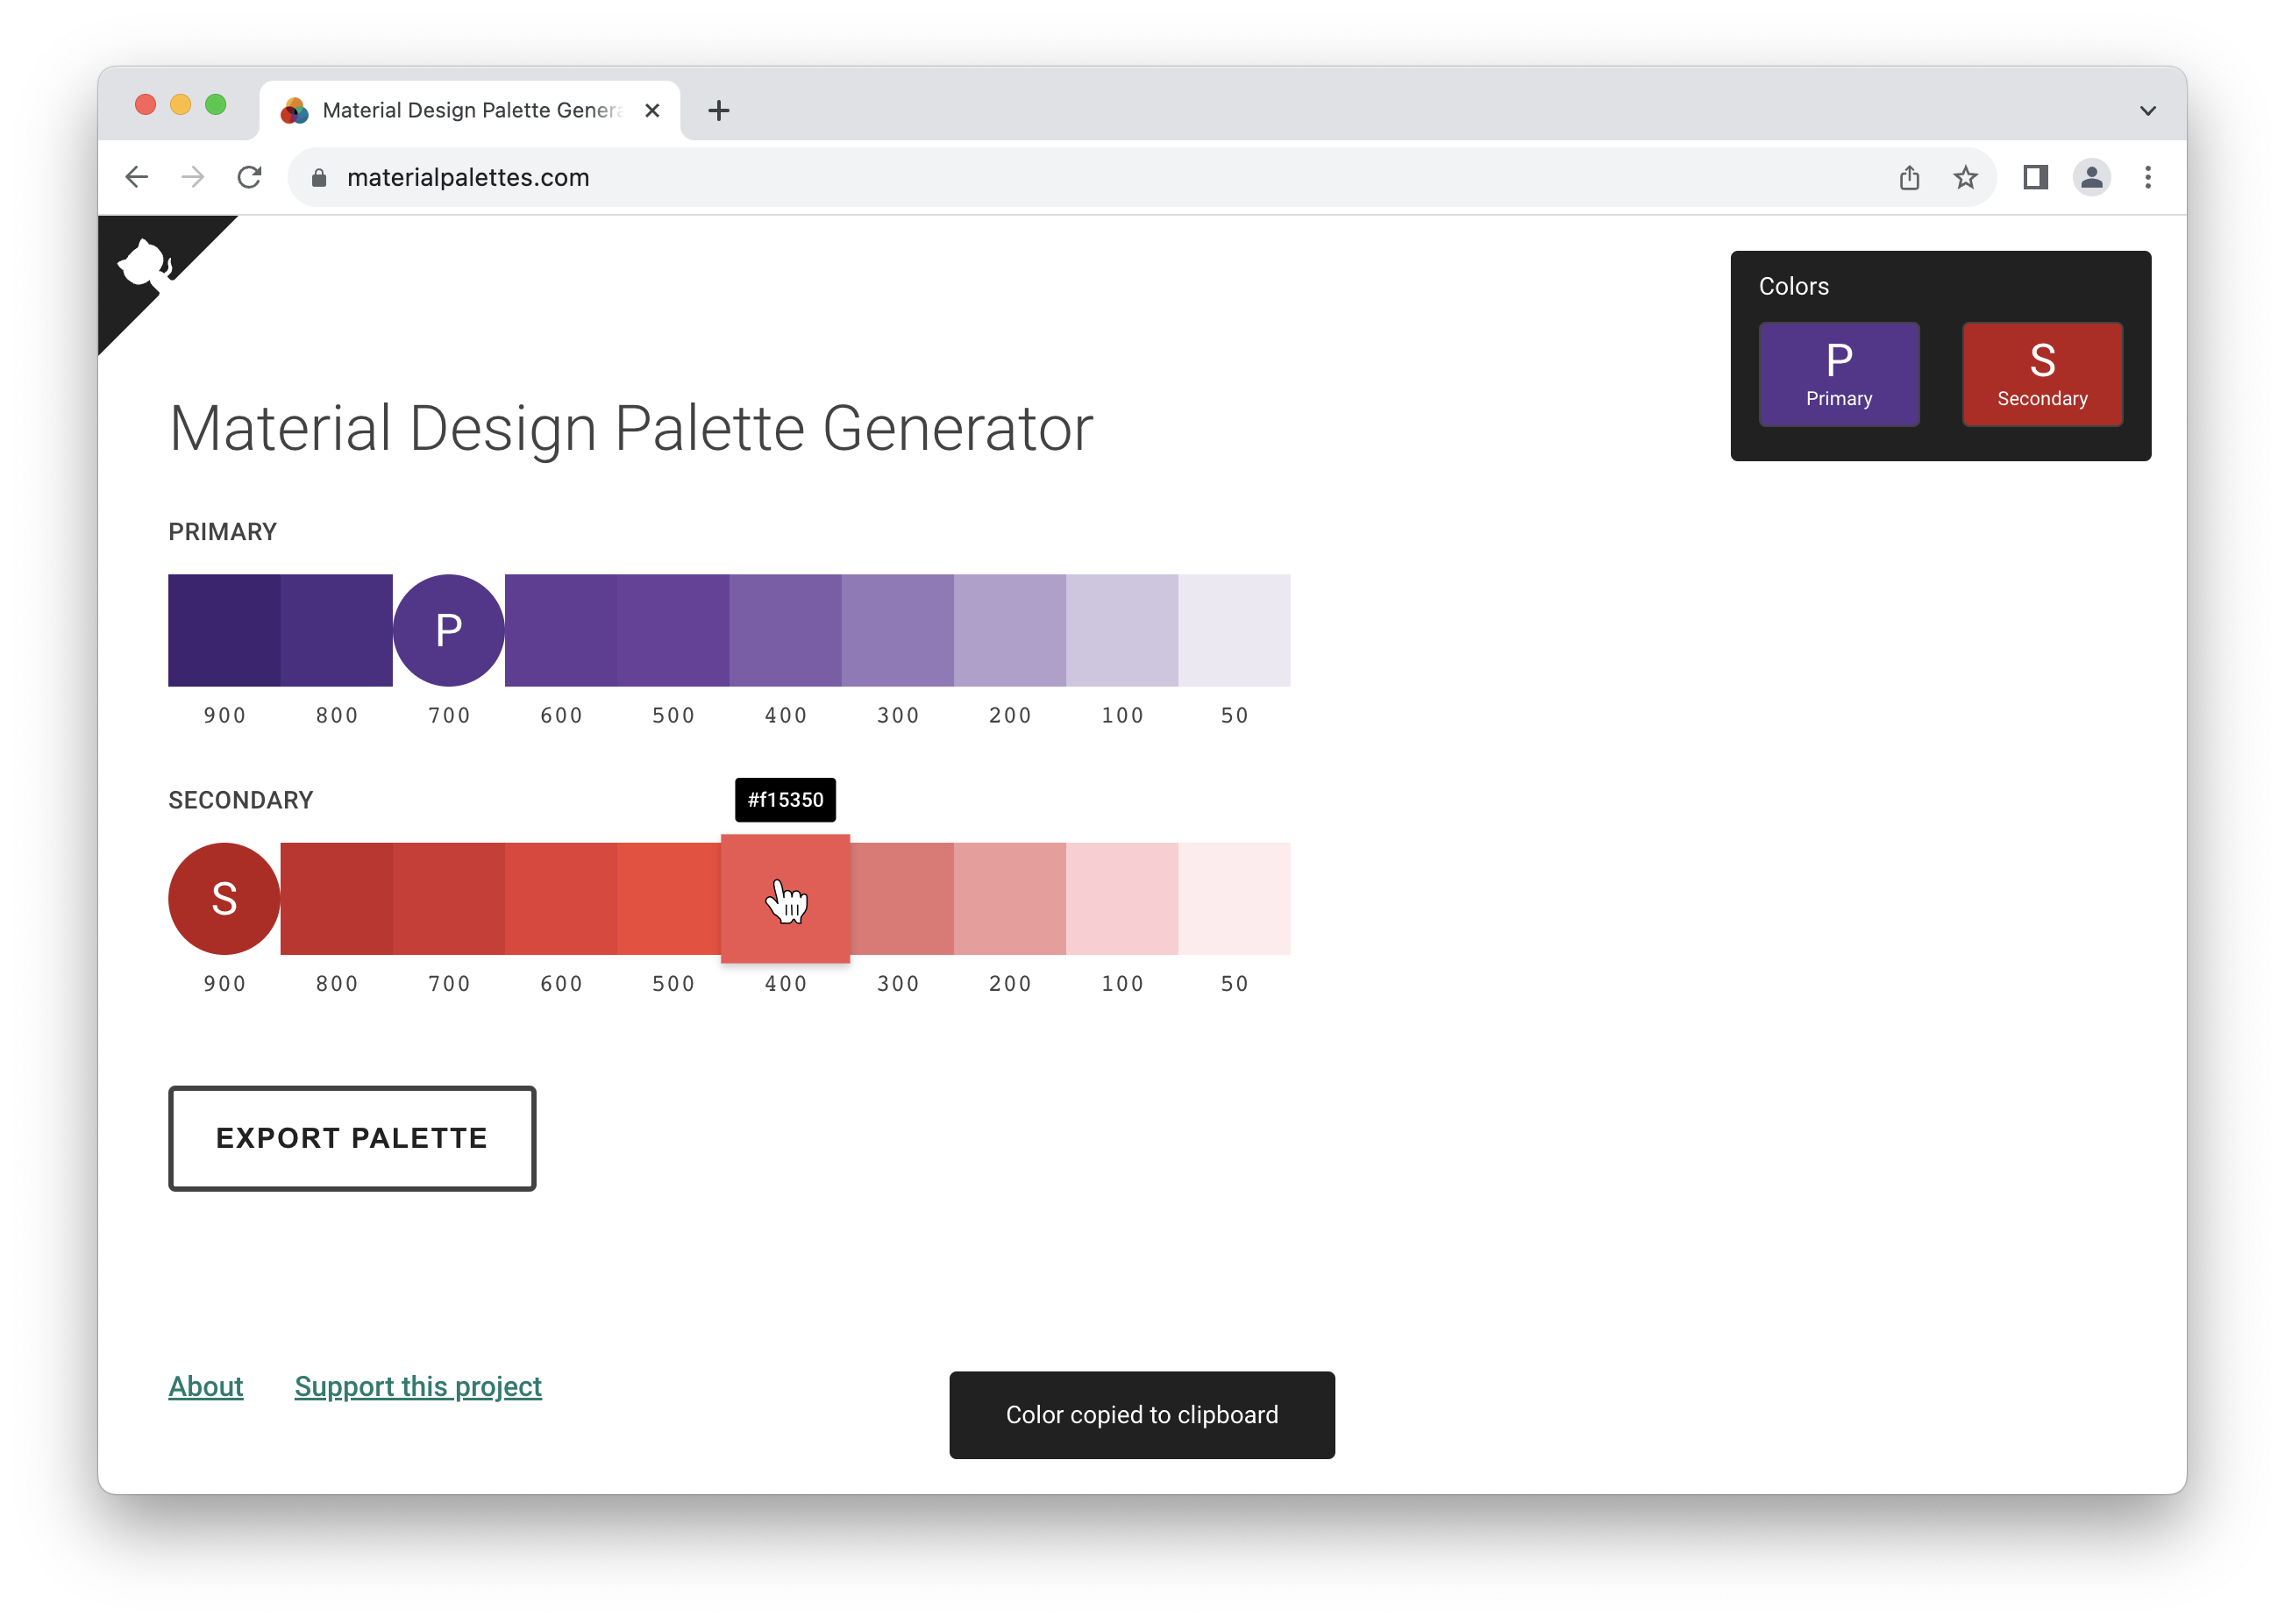 Material Design Palette Genera
materialpalettes.com
Colors
P
Primary
S
Secondary
Material Design Palette Generator
PRIMARY
P
900 800 700 600 500 400 300 200 100 50
SECONDARY
#f15350
S
900 800 700 600 500 400 300 200 100 50
EXPORT PALETTE
About Support this project
Color copied to clipboard